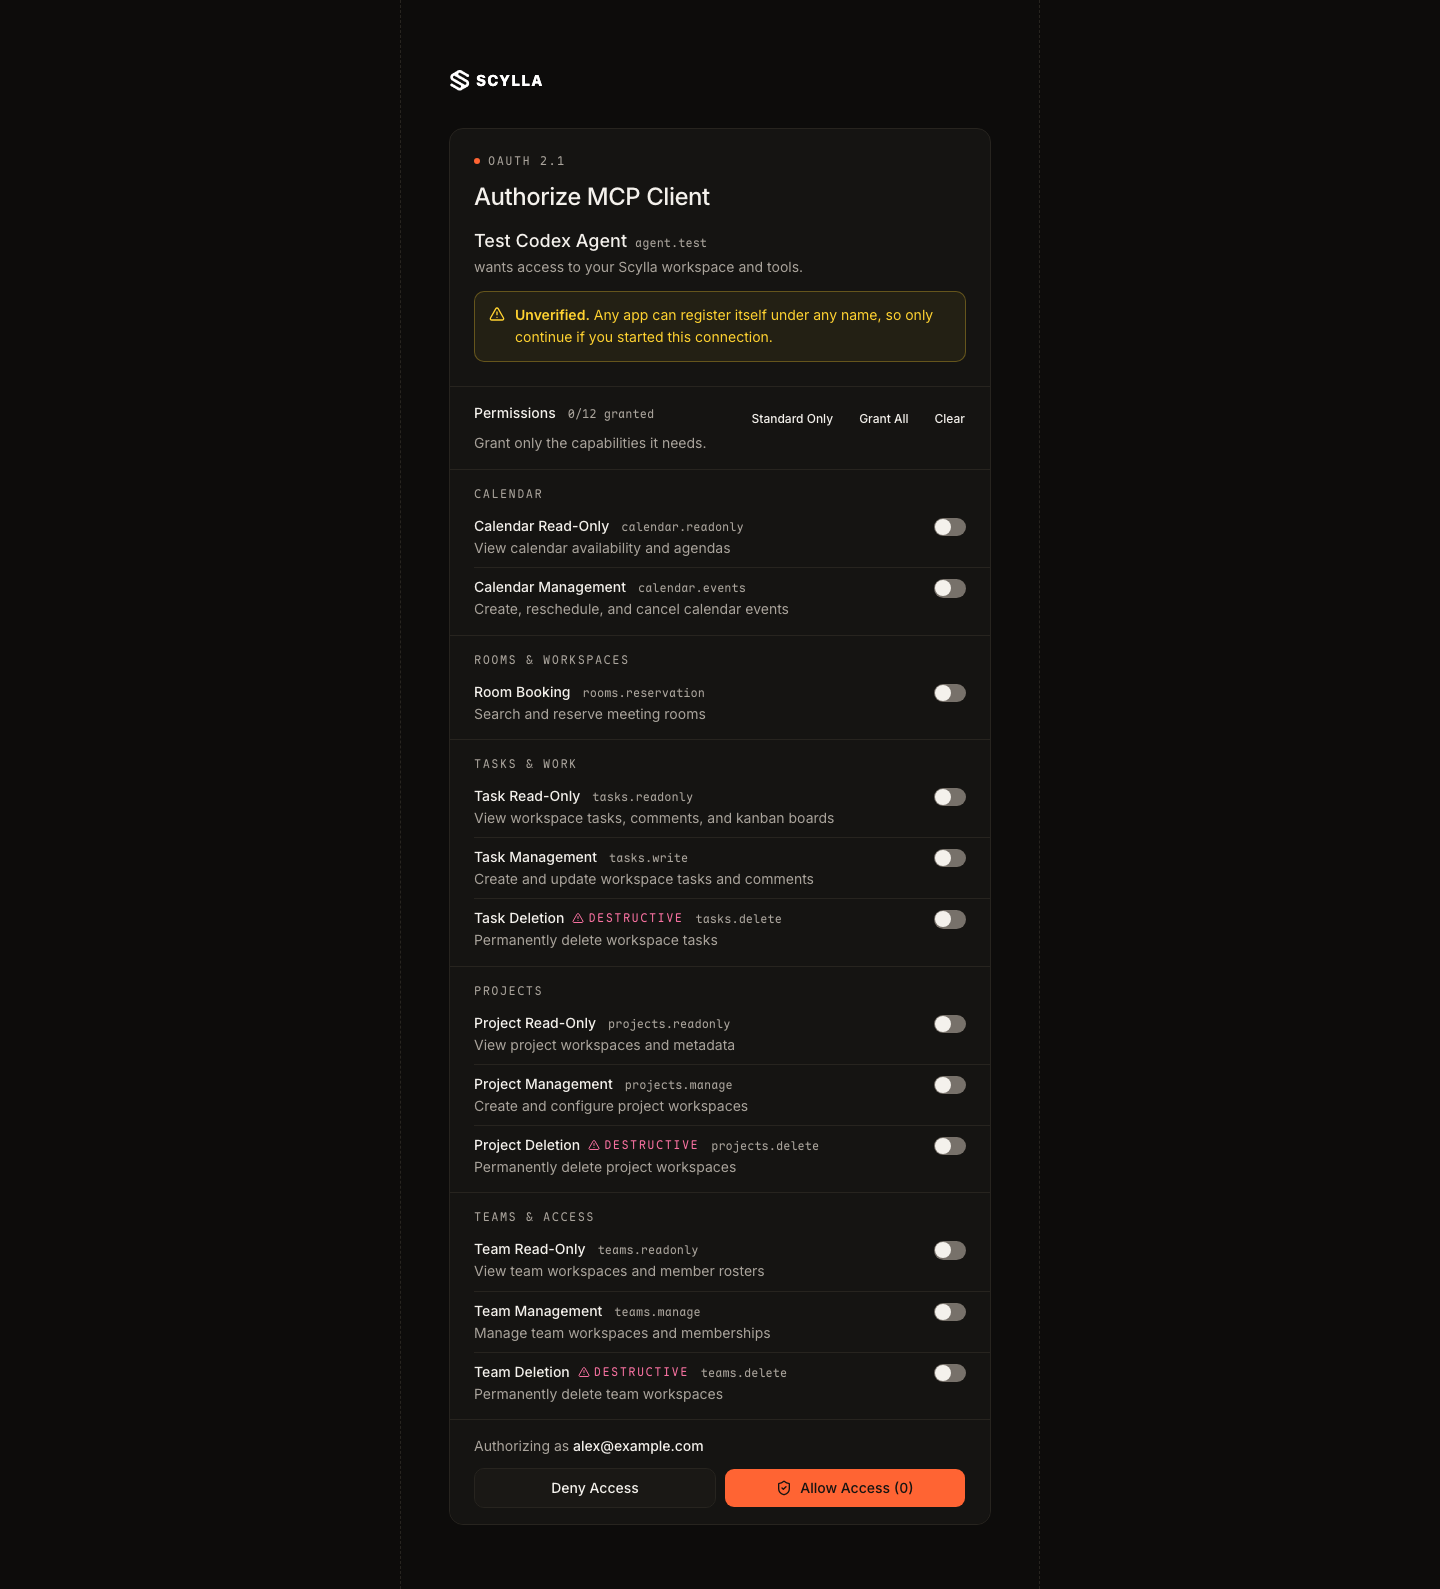 SCYLLA
OAUTH 2.1
Authorize MCP Client
Test Codex Agent agent.test
wants access to your Scylla workspace and tools.
Unverified. Any app can register itself under any name, so only
continue if you started this connection.
Permissions 0/12 granted
Standard Only Grant All Clear
Grant only the capabilities it needs.
CALENDAR
Calendar Read-Only calendar.readonly
View calendar availability and agendas
Calendar Management calendar.events
Create, reschedule, and cancel calendar events
ROOMS & WORKSPACES
Room Booking rooms.reservation
Search and reserve meeting rooms
TASKS & WORK
Task Read-Only tasks.readonly
View workspace tasks, comments, and kanban boards
Task Management tasks.write
Create and update workspace tasks and comments
Task Deletion DESTRUCTIVE tasks.delete
Permanently delete workspace tasks
PROJECTS
Project Read-Only projects.readonly
View project workspaces and metadata
Project Management projects.manage
Create and configure project workspaces
Project Deletion DESTRUCTIVE projects.delete
Permanently delete project workspaces
TEAMS & ACCESS
Team Read-Only teams.readonly
View team workspaces and member rosters
Team Management teams.manage
Manage team workspaces and memberships
Team Deletion DESTRUCTIVE teams.delete
Permanently delete team workspaces
Authorizing as alex@example.com
Deny Access
Allow Access (0)